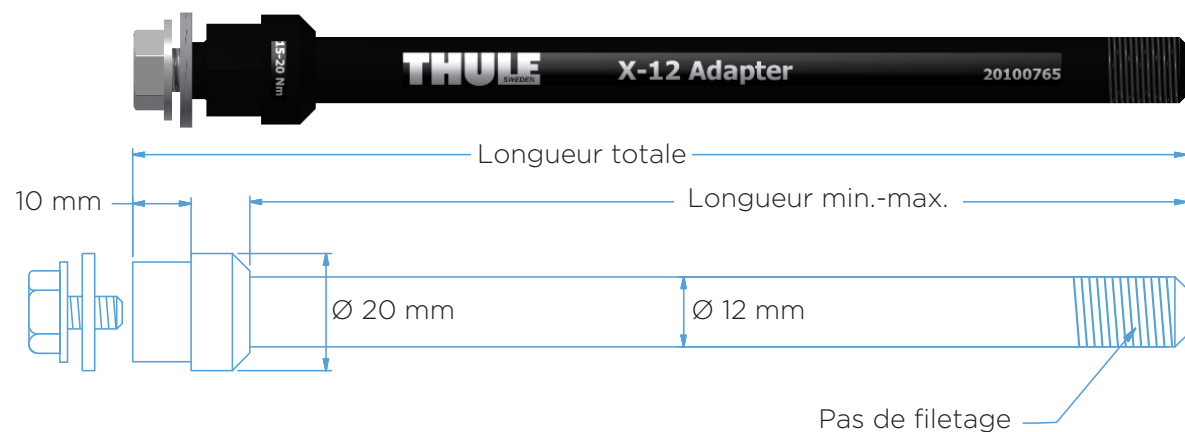 15-20 Nm
THULE
SWEDEN
X-12 Adapter
20100765
Longueur totale
10 mm
Longueur min.-max.
Ø 20 mm
Ø 12 mm
Pas de filetage